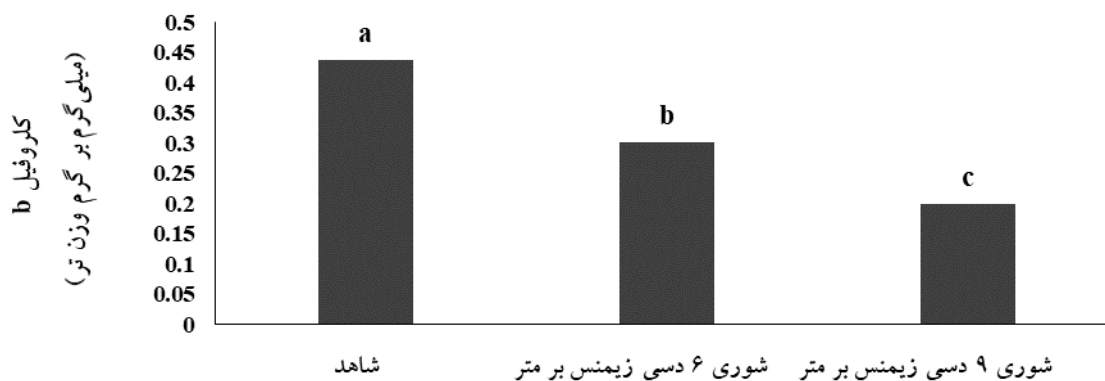 کلروفیل b
(میلی‌گرم بر گرم وزن تر)
0.5
0.45
0.4
0.35
0.3
0.25
0.2
0.15
0.1
0.05
0
a
b
c
شاهد
شوری ۶ دسی زیمنس بر متر
شوری ۹ دسی زیمنس بر متر